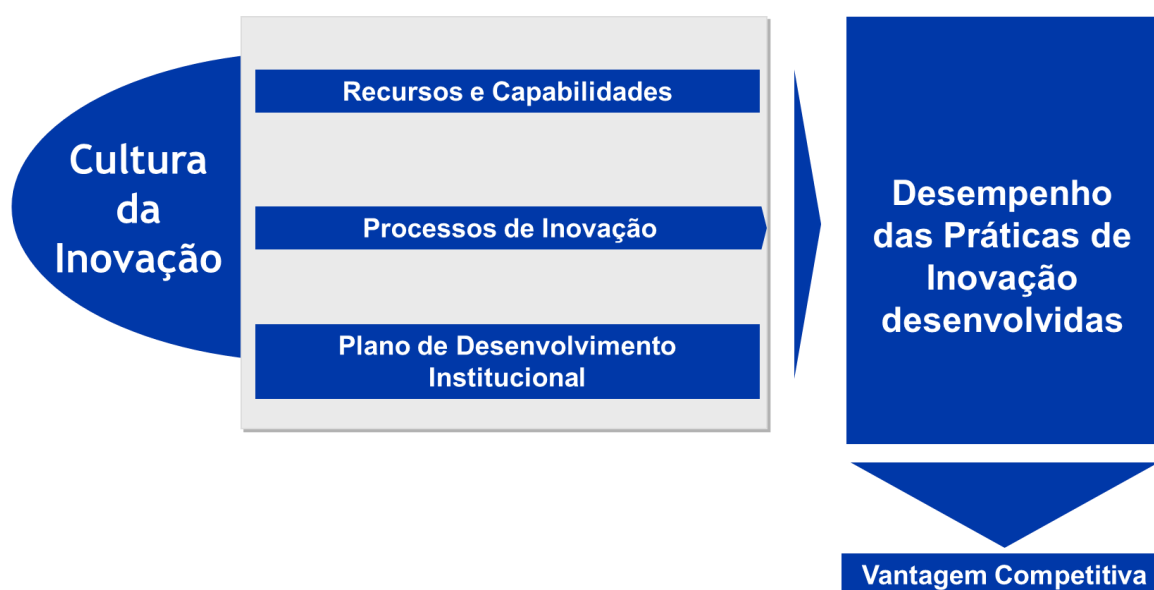 Cultura
da
Inovação
Recursos e Capabilidades
Processos de Inovação
Plano de Desenvolvimento
Institucional
Desempenho
das Práticas de
Inovação
desenvolvidas
Vantagem Competitiva